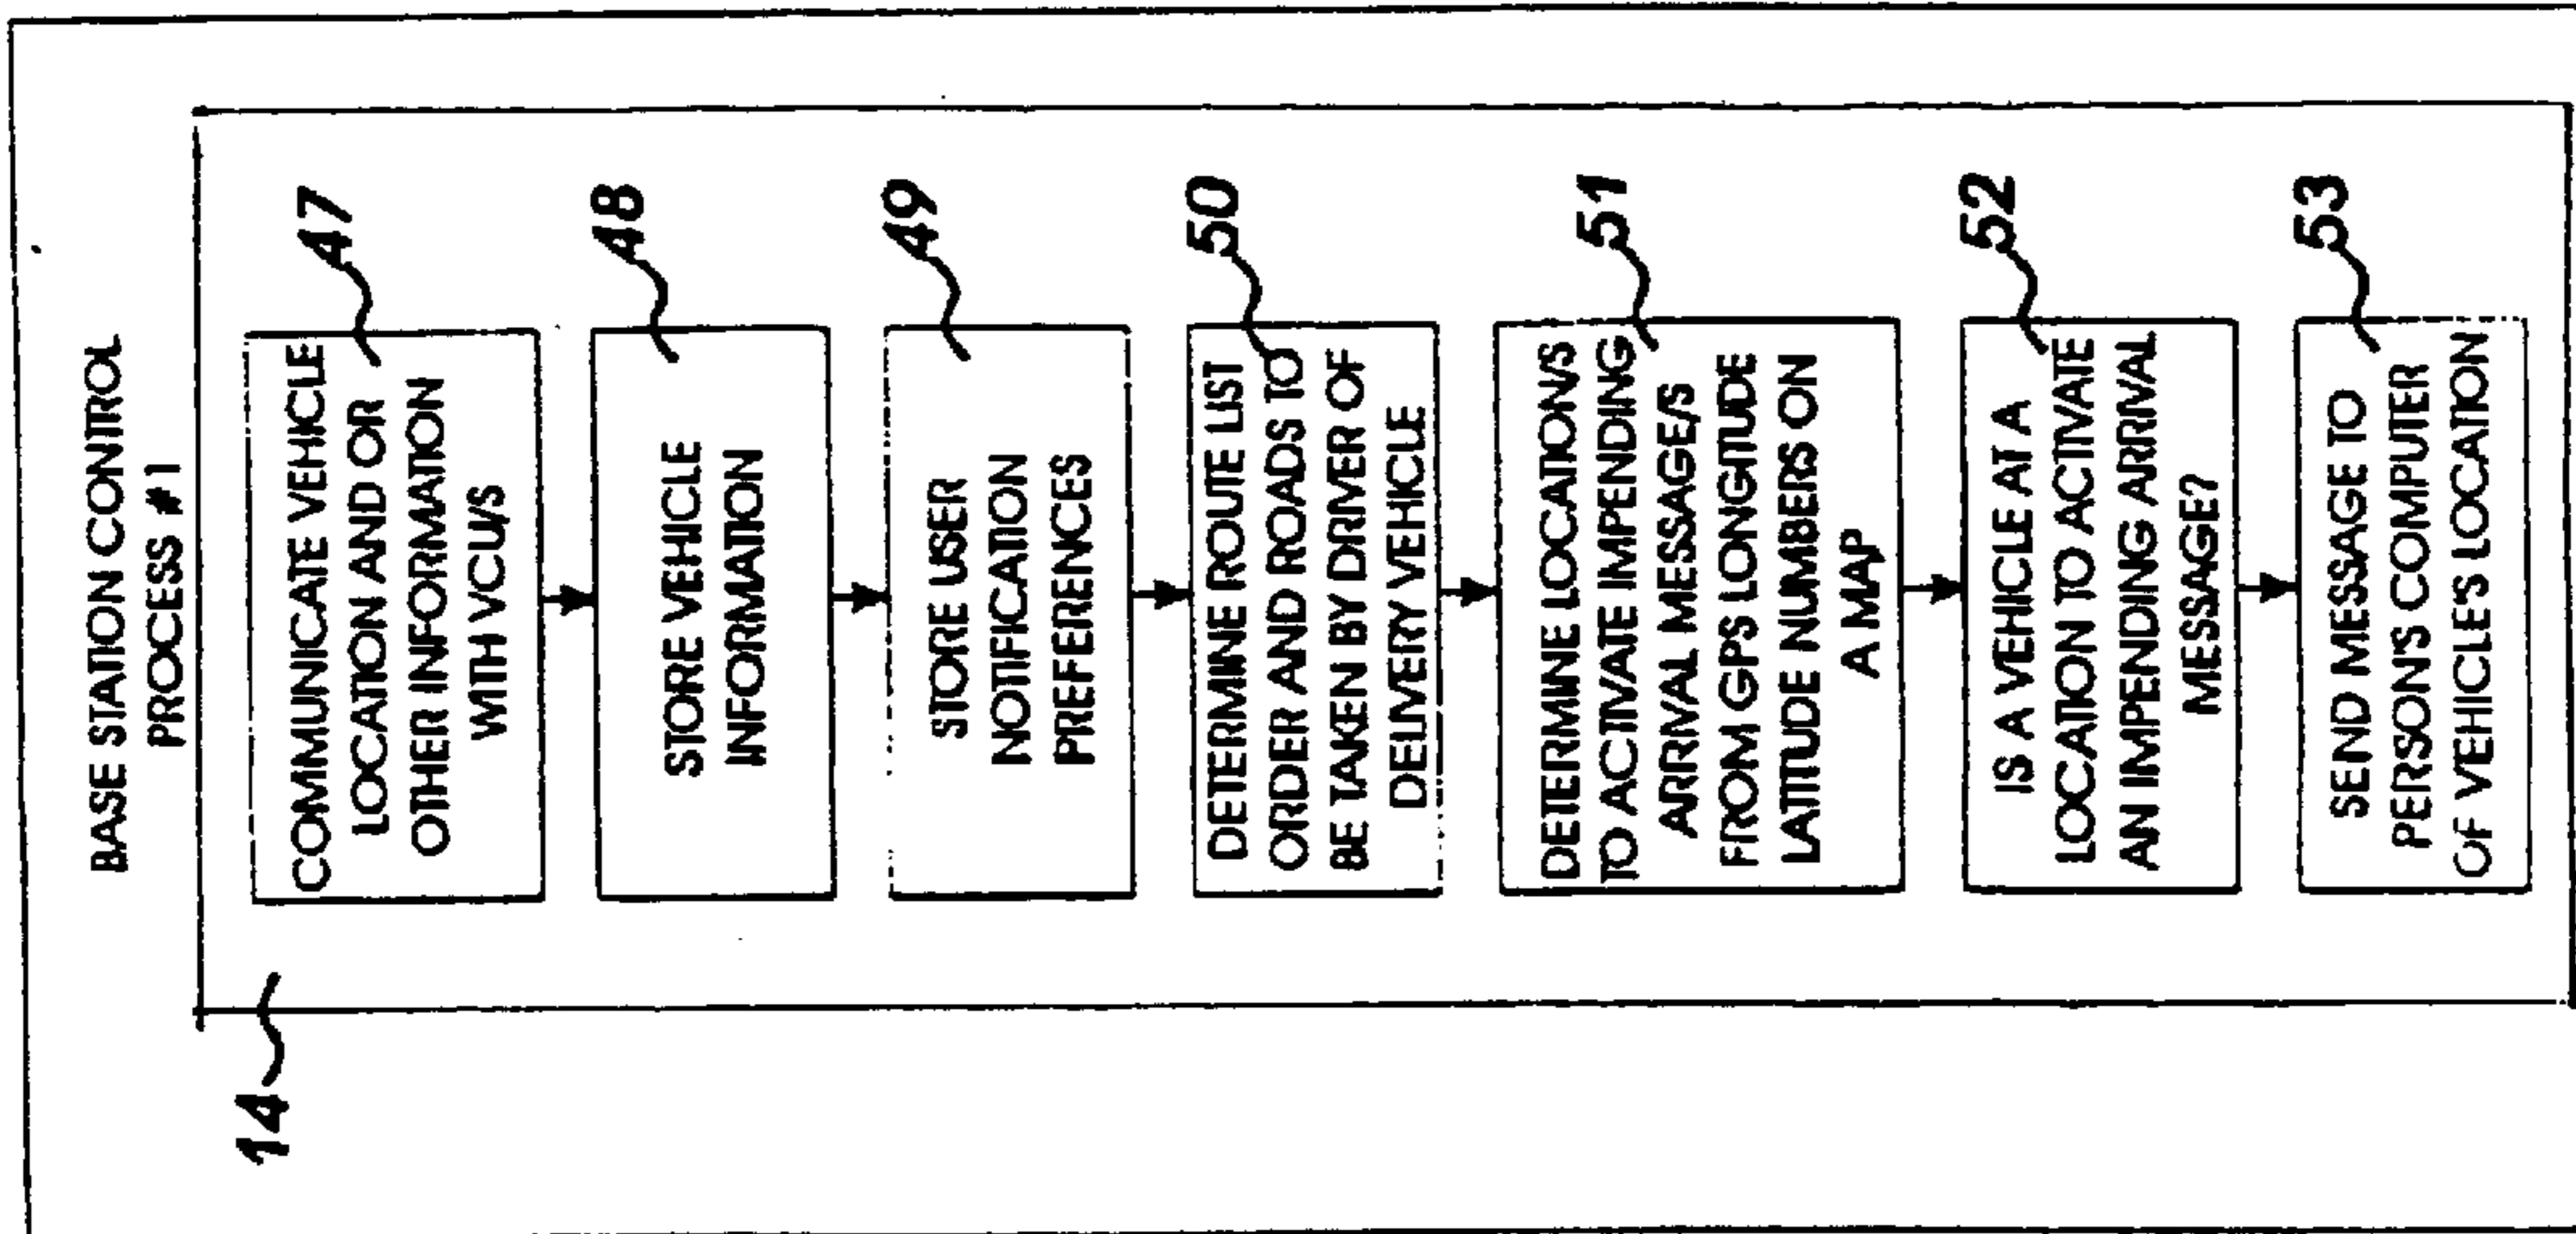 BASE STATION CONTROL
PROCESS #1
14
COMMUNICATE VEHICLE
LOCATION AND OR
OTHER INFORMATION
WITH VCU/S
47
STORE VEHICLE
INFORMATION
48
STORE USER
NOTIFICATION
PREFERENCES
49
DETERMINE ROUTE LIST
ORDER AND ROADS TO
BE TAKEN BY DRIVER OF
DELIVERY VEHICLE
50
DETERMINE LOCATION/S
TO ACTIVATE IMPENDING
ARRIVAL MESSAGE/S
FROM GPS LONGITUDE
LATITUDE NUMBERS ON
A MAP
51
IS A VEHICLE AT A
LOCATION TO ACTIVATE
AN IMPENDING ARRIVAL
MESSAGE?
52
SEND MESSAGE TO
PERSON'S COMPUTER
OF VEHICLE'S LOCATION
53